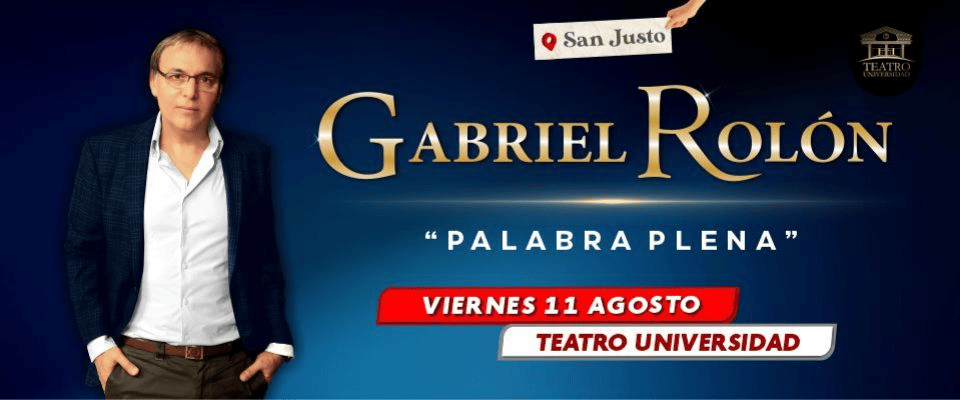 San Justo
TEATRO
UNIVERSIDAD
GABRIEL ROLÓN
“PALABRA PLENA”
VIERNES 11 AGOSTO
TEATRO UNIVERSIDAD